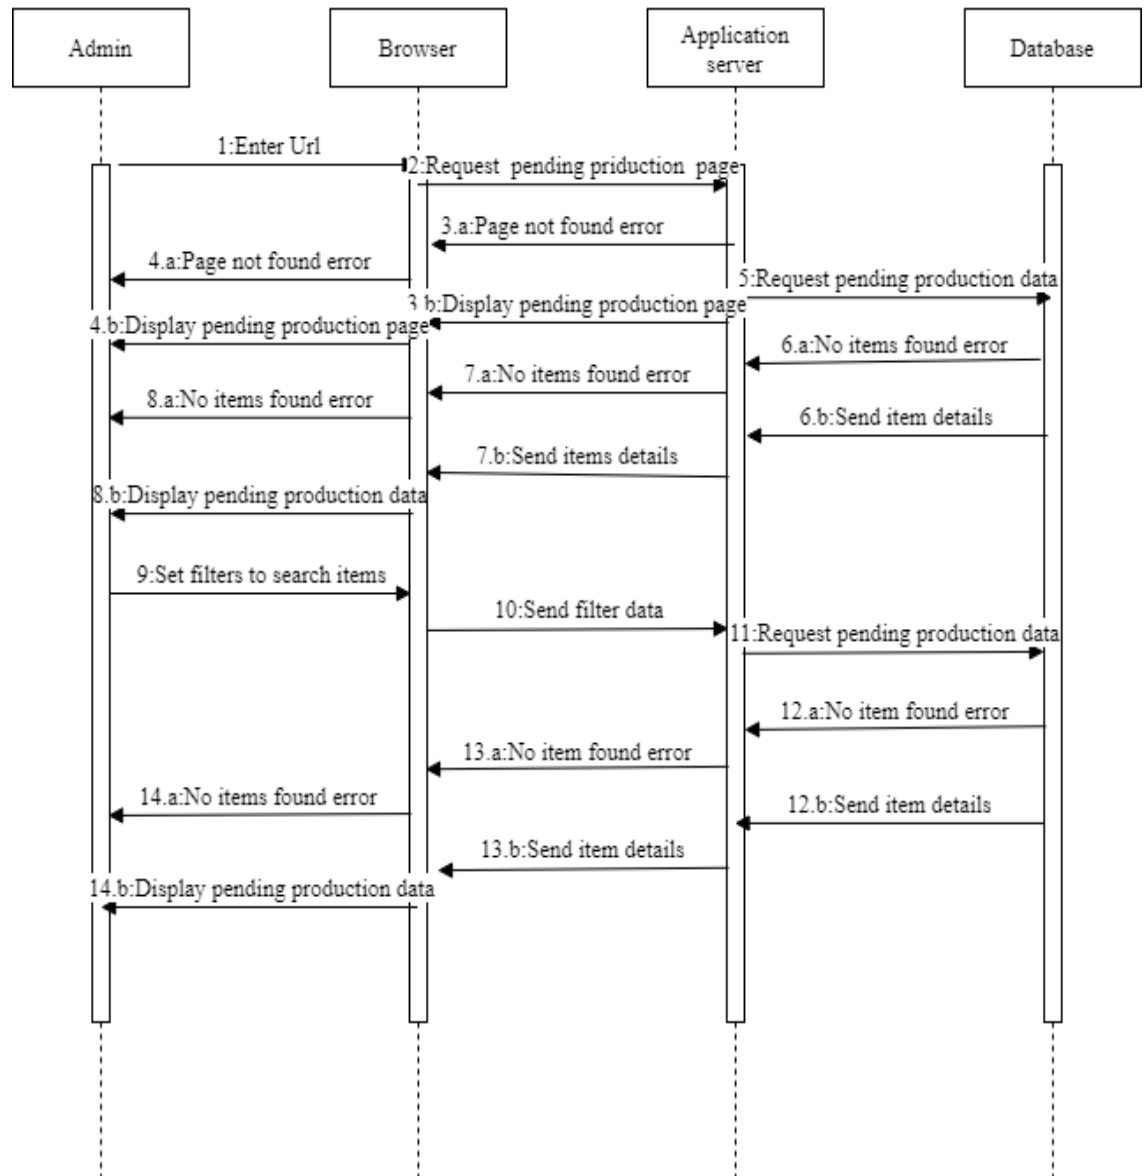 Admin
Browser
Application
server
Database
1:Enter Url
2:Request pending priduction page
3.a:Page not found error
4.a:Page not found error
5:Request pending production data
3.b:Display pending production page
4.b:Display pending production page
6.a:No items found error
7.a:No items found error
8.a:No items found error
6.b:Send item details
7.b:Send items details
8.b:Display pending production data
9:Set filters to search items
10:Send filter data
11:Request pending production data
12.a:No item found error
13.a:No item found error
14.a:No items found error
12.b:Send item details
13.b:Send item details
14.b:Display pending production data